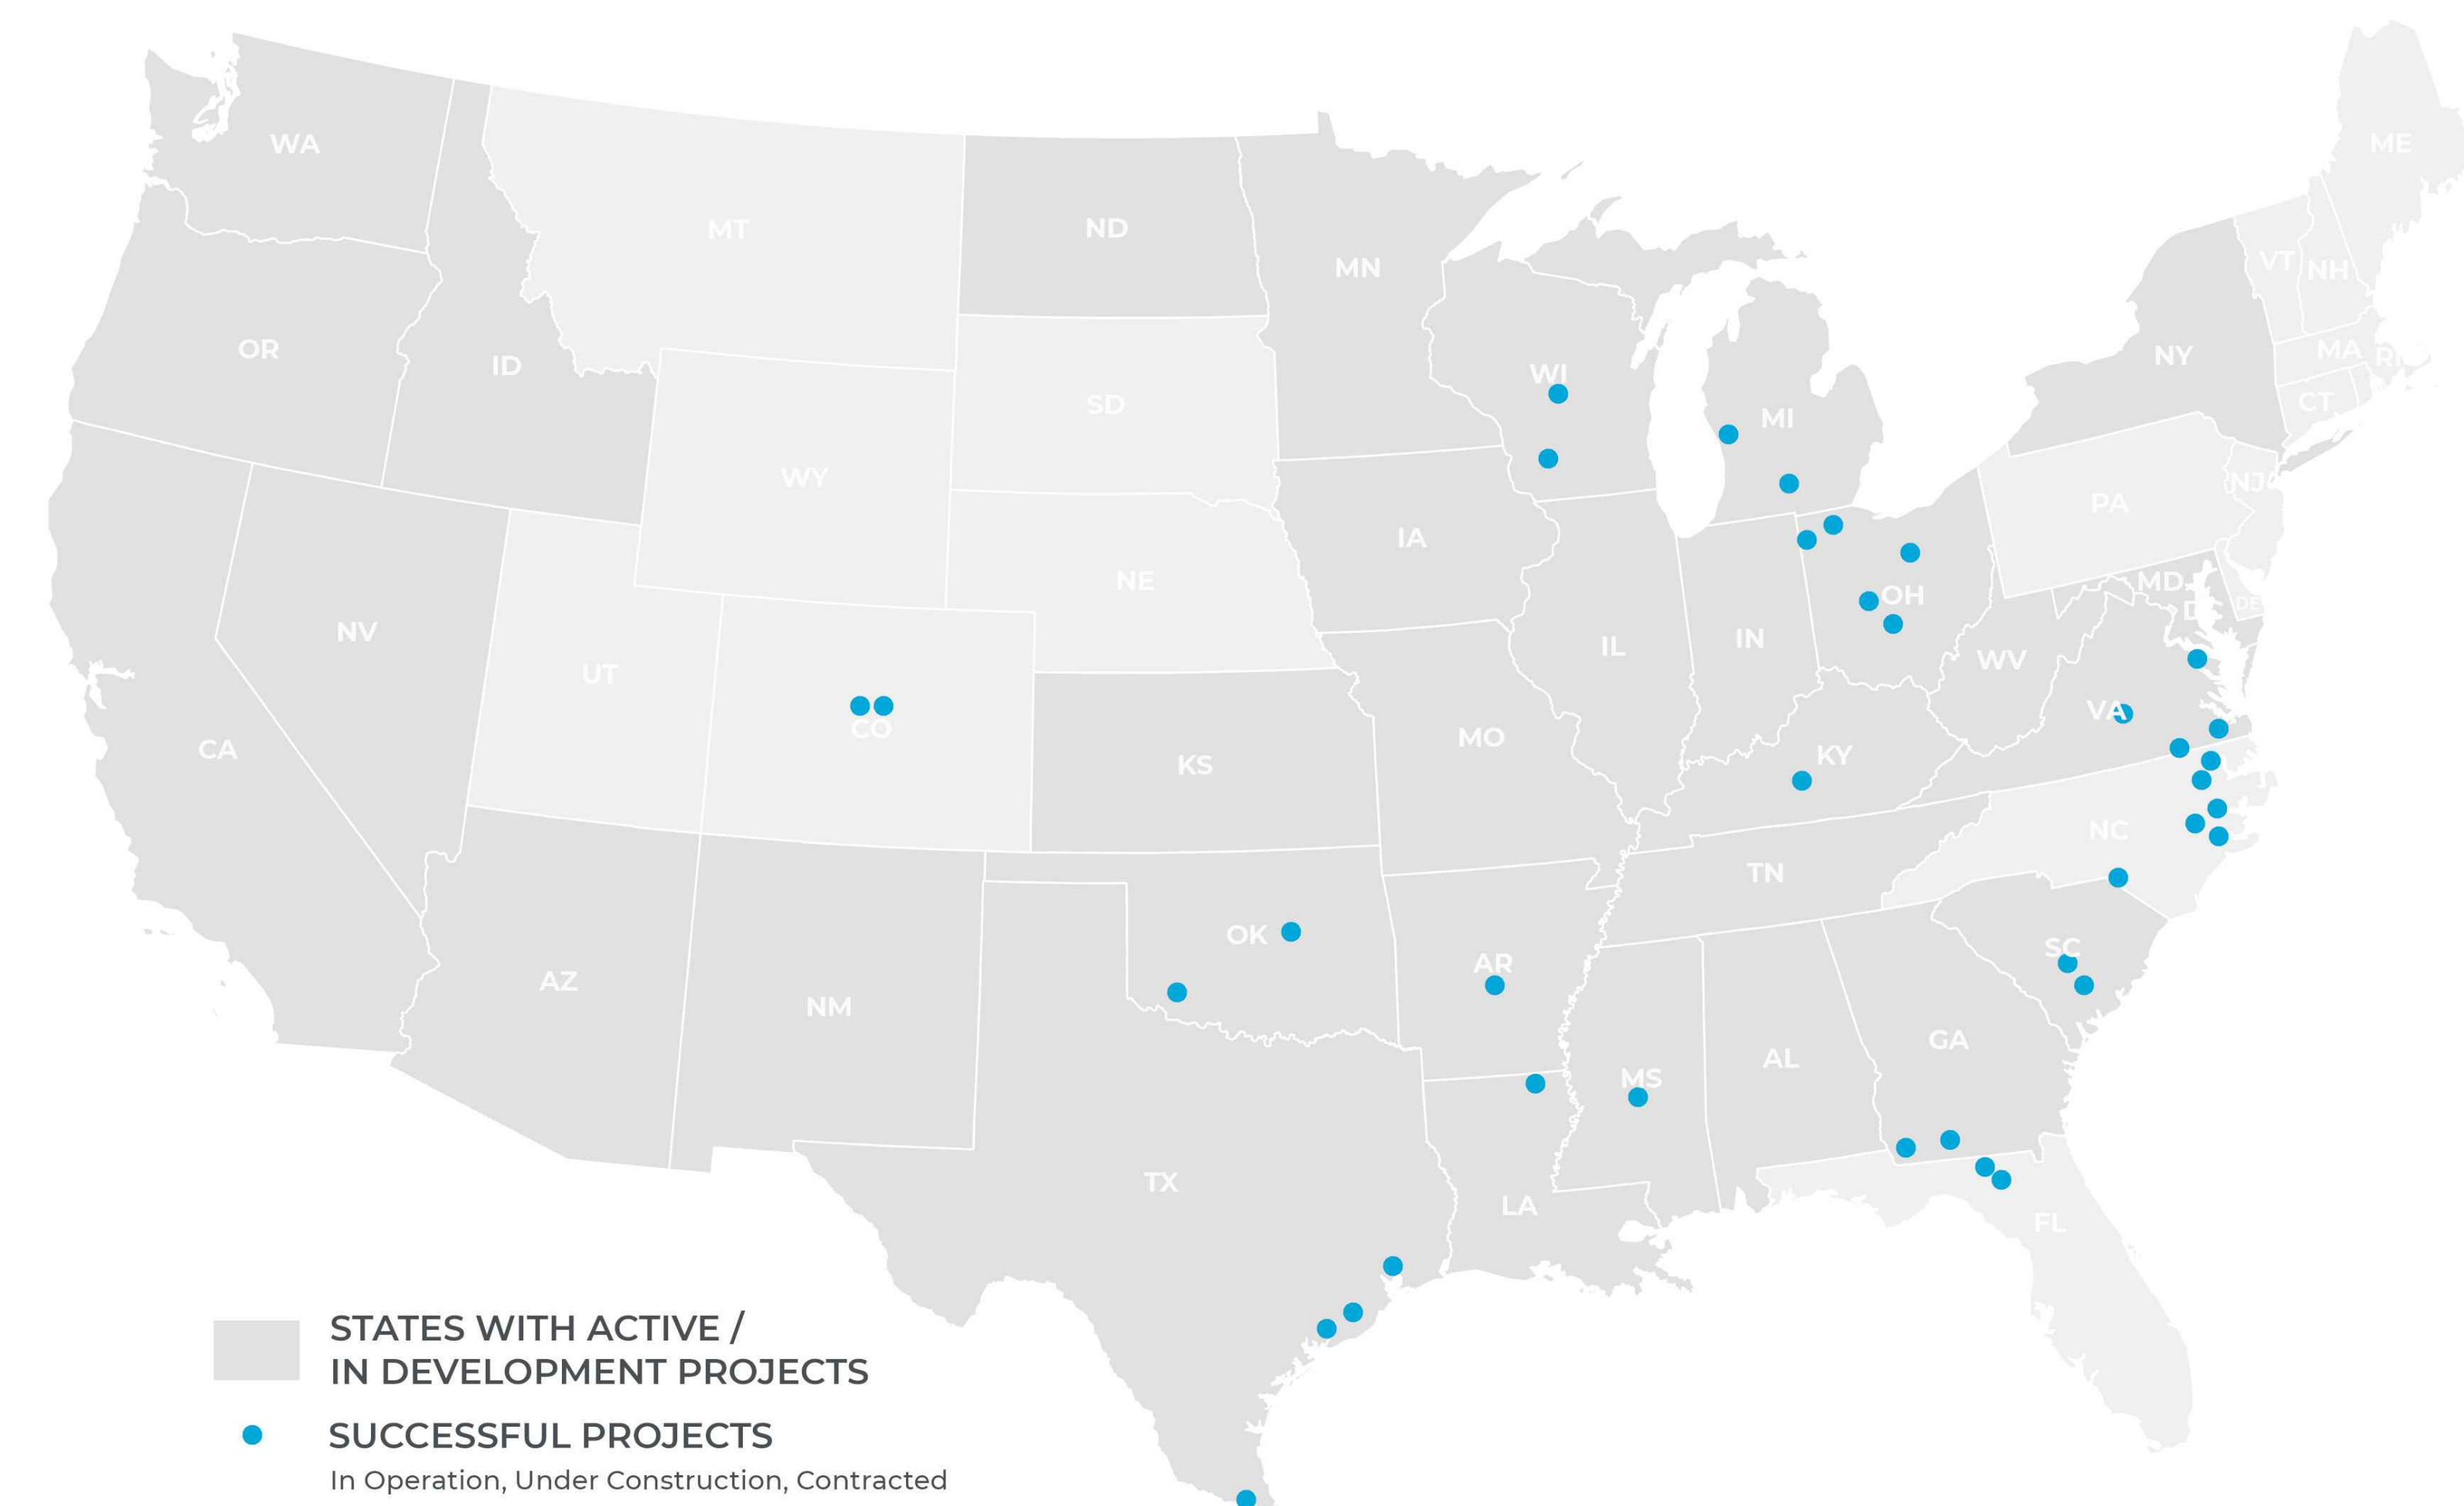 WA
ME
MT
ND
MN
VT
NH
OR
ID
WI
NY
MA
RI
SD
MI
CT
WY
PA
NJ
IA
NE
OH
MD
DE
NV
UT
IL
IN
WV
CO
VA
CA
KS
MO
KY
NC
TN
OK
AR
SC
AZ
NM
GA
AL
MS
TX
LA
FL
STATES WITH ACTIVE /
IN DEVELOPMENT PROJECTS
SUCCESSFUL PROJECTS
In Operation, Under Construction, Contracted